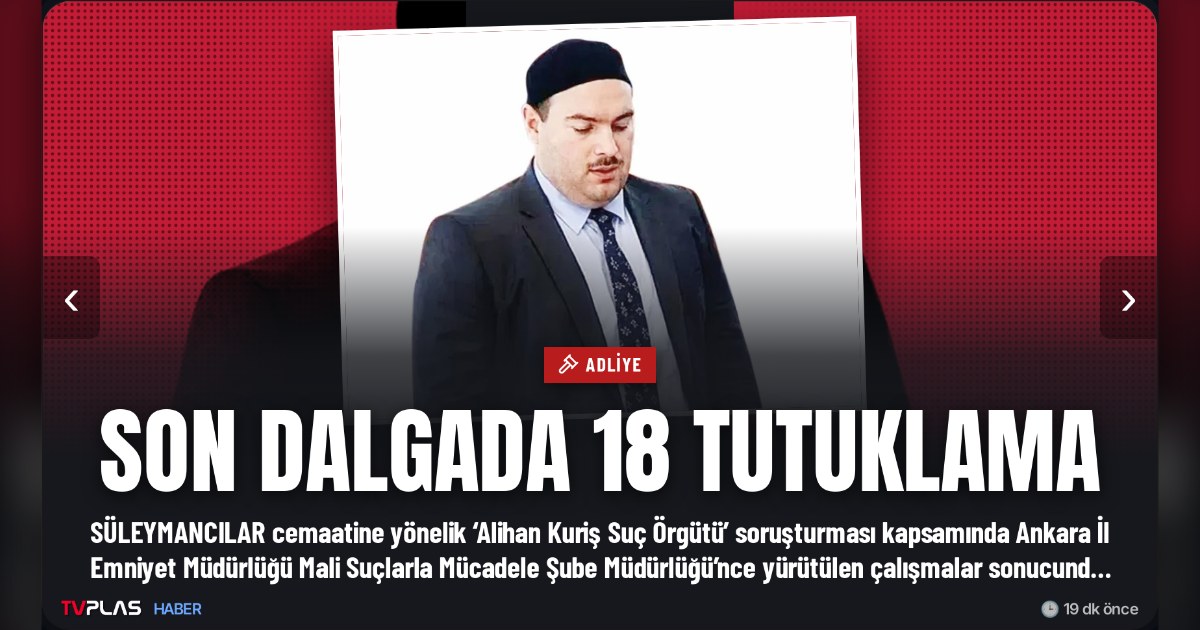 ADLİYE
SON DALGADA 18 TUTUKLAMA
SÜLEYMANCILAR cemaatine yönelik ‘Alihan Kuriş Suç Örgütü’ soruşturması kapsamında Ankara İl
Emniyet Müdürlüğü Mali Suçlarla Mücadele Şube Müdürlüğü’nce yürütülen çalışmalar sonucund...
TVPLAS HABER
19 dk önce